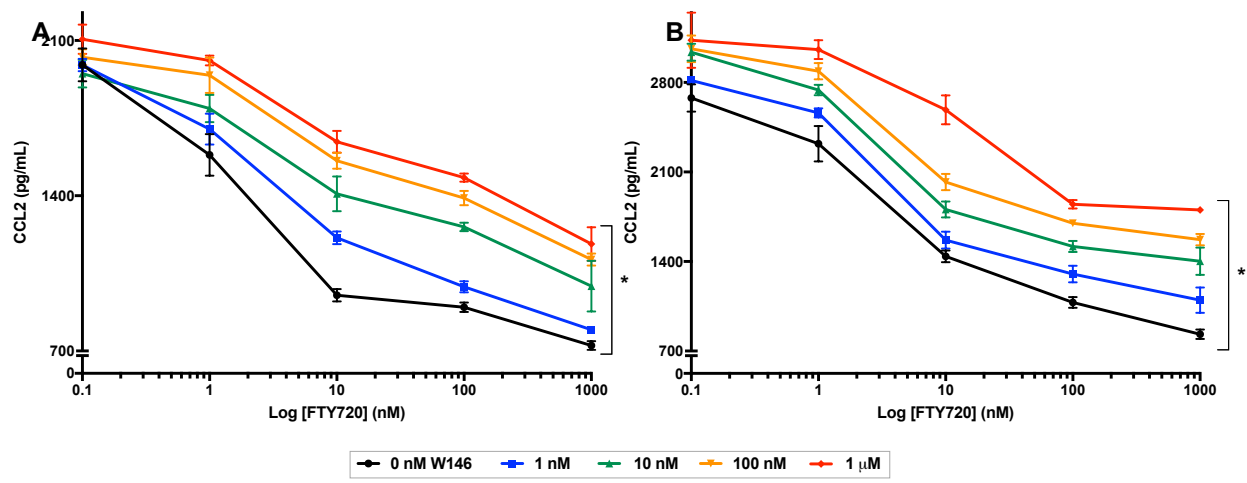 A
B
CCL2 (pg/mL)
2100
1400
700
0
*
0.1 1 10 100 1000
Log [FTY720] (nM)
CCL2 (pg/mL)
2800
2100
1400
700
0
*
0.1 1 10 100 1000
Log [FTY720] (nM)
0 nM W146 1 nM 10 nM 100 nM 1 μM